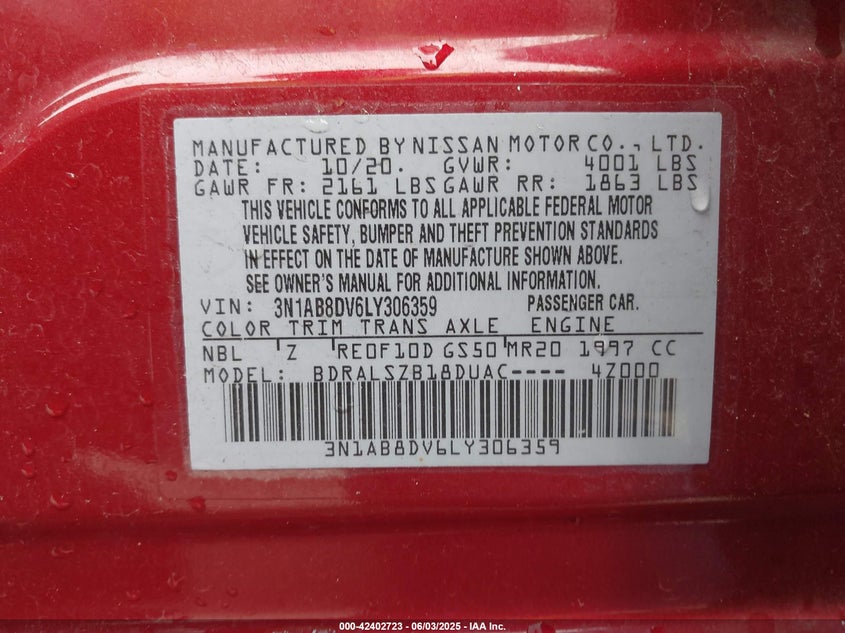 MANUFACTURED BY NISSAN MOTOR CO., LTD.
DATE: 10/20. GVWR: 4001 LBS
GAWR FR: 2161 LBS GAWR RR: 1863 LBS
THIS VEHICLE CONFORMS TO ALL APPLICABLE FEDERAL MOTOR
VEHICLE SAFETY, BUMPER AND THEFT PREVENTION STANDARDS
IN EFFECT ON THE DATE OF MANUFACTURE SHOWN ABOVE.
SEE OWNER'S MANUAL FOR ADDITIONAL INFORMATION.
VIN: 3N1AB8DV6LY306359 PASSENGER CAR.
COLOR TRIM TRANS AXLE ENGINE
NBL Z RE0F10D GS50 MR20 1997 CC
MODEL: BDRALSZB18DUAC---- 4Z000
3N1AB8DV6LY306359
000-42402723 - 06/03/2025 - IAA Inc.